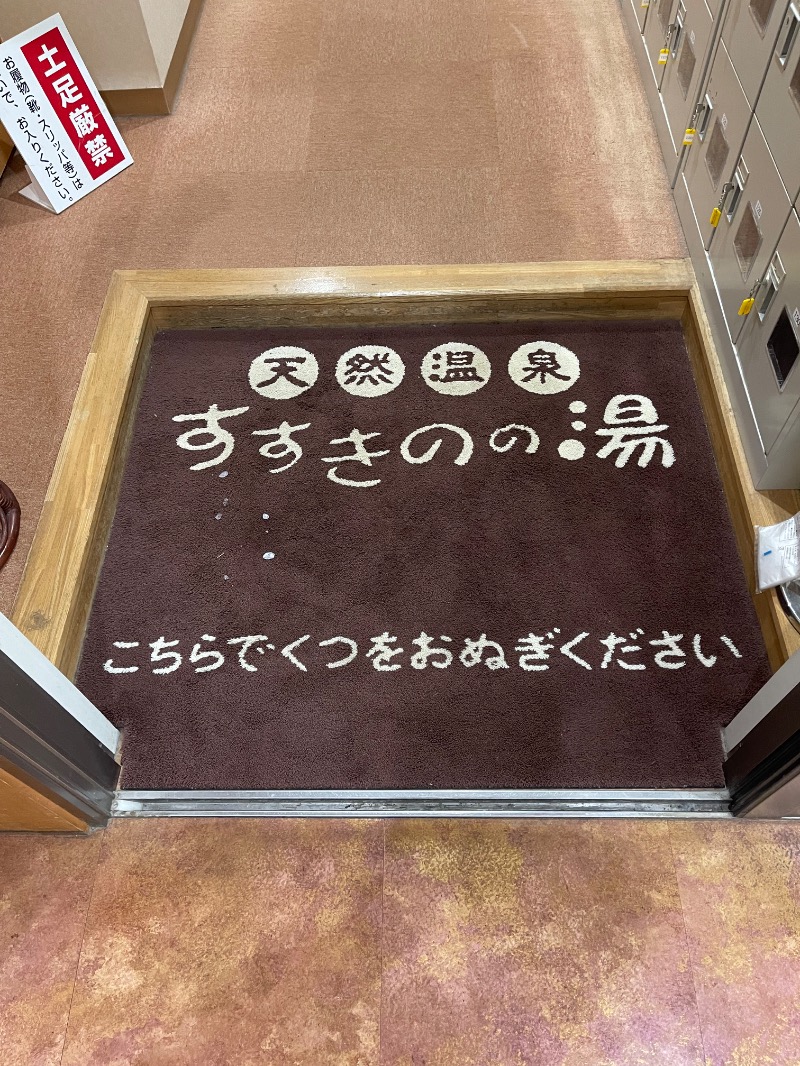 土足厳禁
お履物(靴・スリッパ等)は
で、お入りください。
天然温泉
すすきのの湯
こちらでくつをおぬぎください